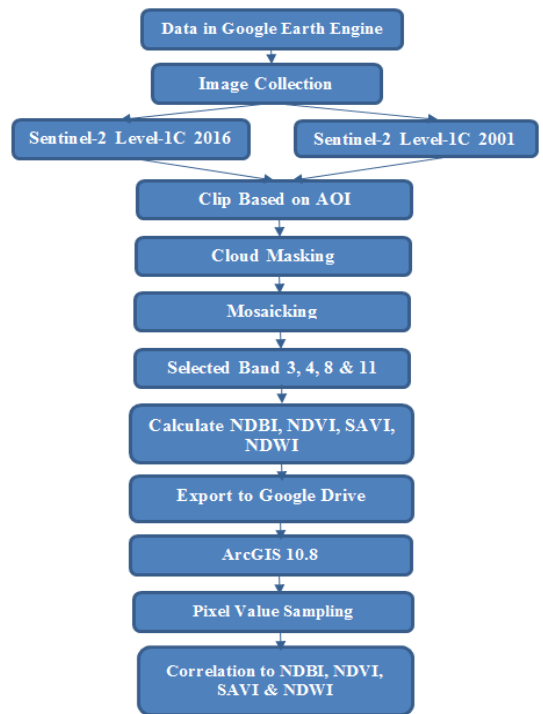 Data in Google Earth Engine
Image Collection
Sentinel-2 Level-1C 2016
Sentinel-2 Level-1C 2001
Clip Based on AOI
Cloud Masking
Mosaicking
Selected Band 3, 4, 8 & 11
Calculate NDBI, NDVI, SAVI,
NDWI
Export to Google Drive
ArcGIS 10.8
Pixel Value Sampling
Correlation to NDBI, NDVI,
SAVI & NDWI